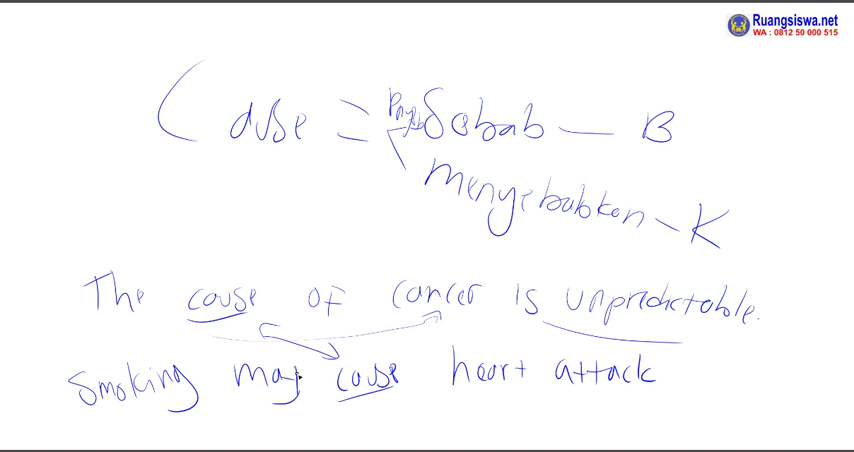 Ruangsiswa.net
WA : 0812 50 000 515
Cause = Sebab — B
menyebabkan - K
The cause of cancer is unpredictable.
Smoking may cause heart attack